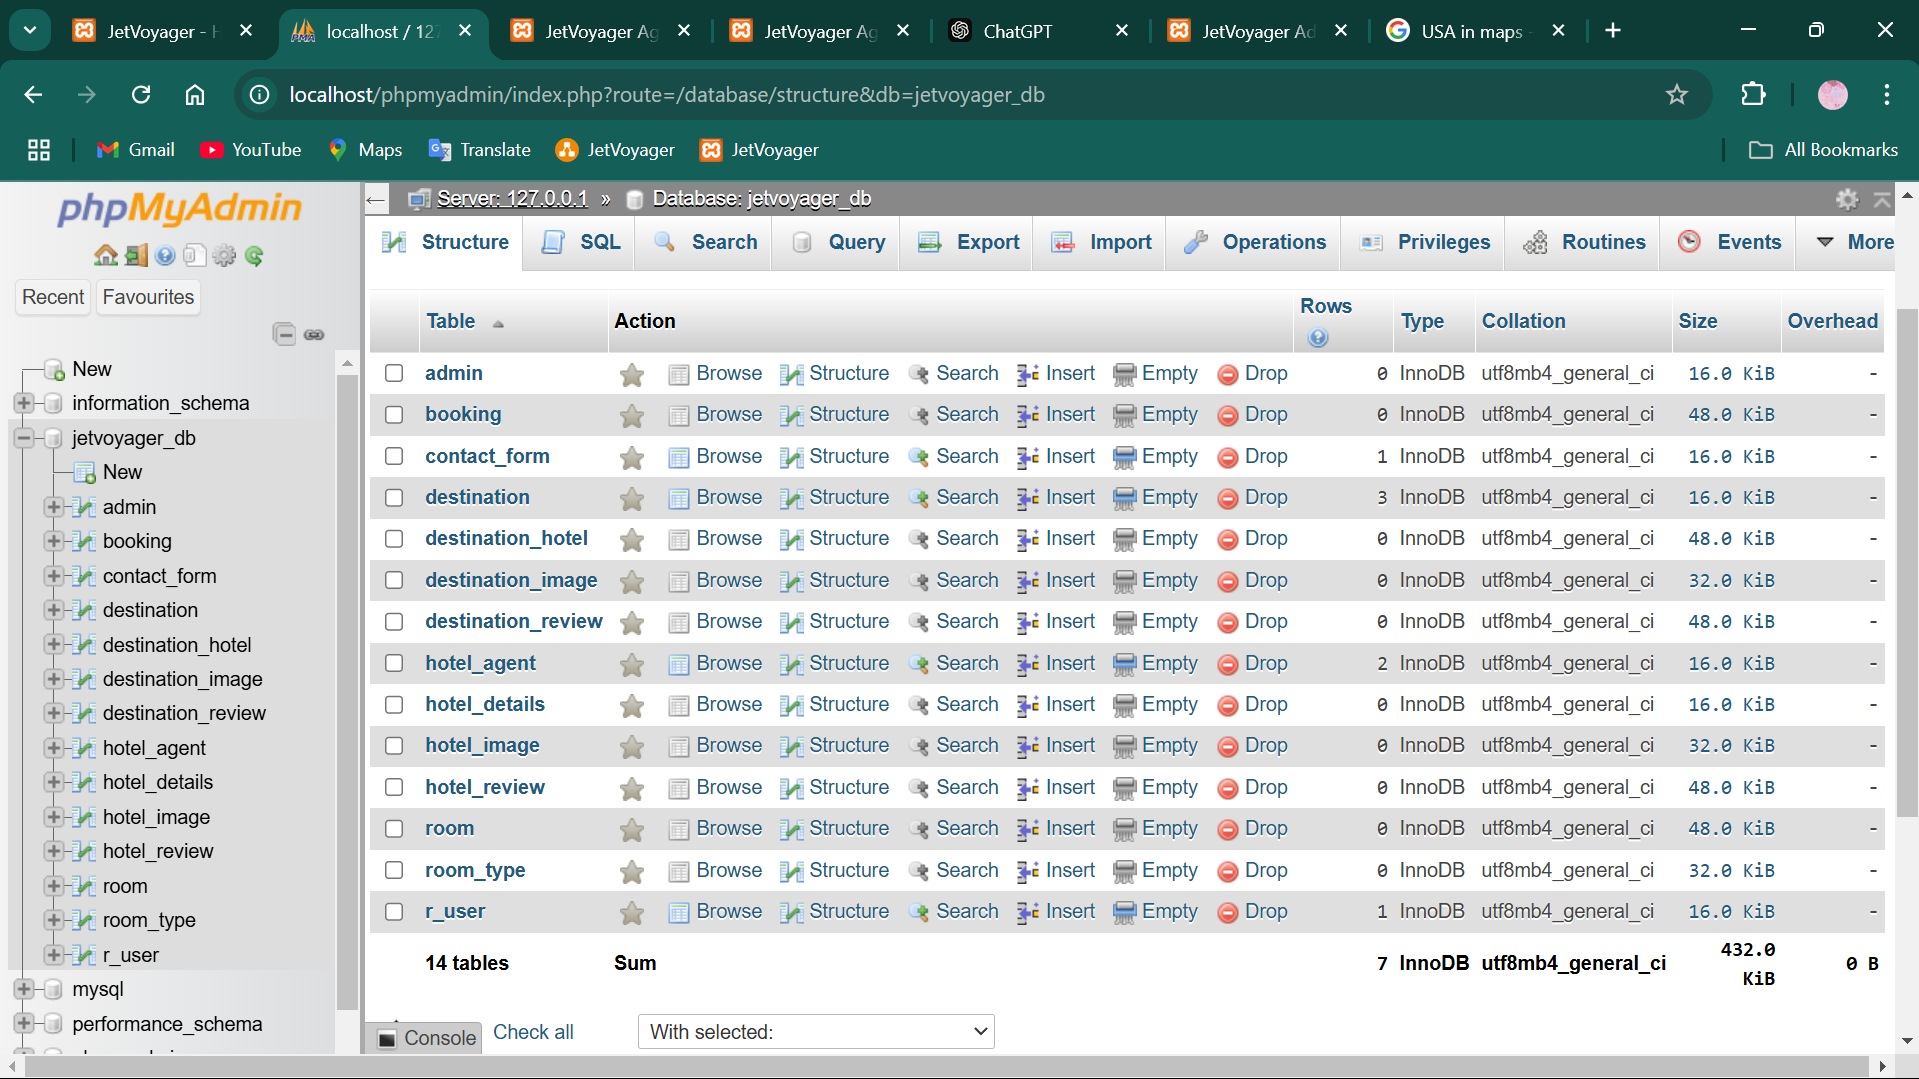 JetVoyager - H
localhost / 127
JetVoyager Ag
JetVoyager Ag
ChatGPT
JetVoyager Ad
USA in maps -
localhost/phpmyadmin/index.php?route=/database/structure&db=jetvoyager_db
Gmail YouTube Maps Translate JetVoyager JetVoyager All Bookmarks
phpMyAdmin
Recent Favourites
New
information_schema
jetvoyager_db
New
admin
booking
contact_form
destination
destination_hotel
destination_image
destination_review
hotel_agent
hotel_details
hotel_image
hotel_review
room
room_type
r_user
mysql
performance_schema
Server: 127.0.0.1 » Database: jetvoyager_db
Structure SQL Search Query Export Import Operations Privileges Routines Events More
Table Action Rows Type Collation Size Overhead
admin Browse Structure Search Insert Empty Drop 0 InnoDB utf8mb4_general_ci 16.0 KiB -
booking Browse Structure Search Insert Empty Drop 0 InnoDB utf8mb4_general_ci 48.0 KiB -
contact_form Browse Structure Search Insert Empty Drop 1 InnoDB utf8mb4_general_ci 16.0 KiB -
destination Browse Structure Search Insert Empty Drop 3 InnoDB utf8mb4_general_ci 16.0 KiB -
destination_hotel Browse Structure Search Insert Empty Drop 0 InnoDB utf8mb4_general_ci 48.0 KiB -
destination_image Browse Structure Search Insert Empty Drop 0 InnoDB utf8mb4_general_ci 32.0 KiB -
destination_review Browse Structure Search Insert Empty Drop 0 InnoDB utf8mb4_general_ci 48.0 KiB -
hotel_agent Browse Structure Search Insert Empty Drop 2 InnoDB utf8mb4_general_ci 16.0 KiB -
hotel_details Browse Structure Search Insert Empty Drop 0 InnoDB utf8mb4_general_ci 16.0 KiB -
hotel_image Browse Structure Search Insert Empty Drop 0 InnoDB utf8mb4_general_ci 32.0 KiB -
hotel_review Browse Structure Search Insert Empty Drop 0 InnoDB utf8mb4_general_ci 48.0 KiB -
room Browse Structure Search Insert Empty Drop 0 InnoDB utf8mb4_general_ci 48.0 KiB -
room_type Browse Structure Search Insert Empty Drop 0 InnoDB utf8mb4_general_ci 32.0 KiB -
r_user Browse Structure Search Insert Empty Drop 1 InnoDB utf8mb4_general_ci 16.0 KiB -
14 tables Sum 7 InnoDB utf8mb4_general_ci 432.0 KiB 0 B
Console Check all With selected: